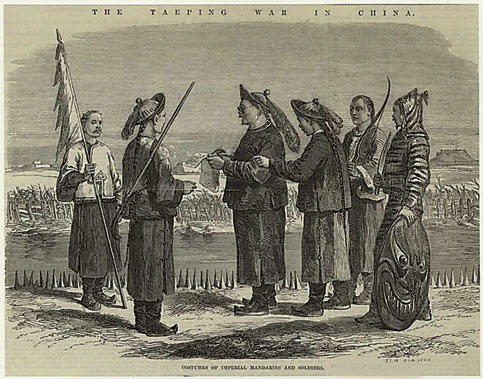 THE TAEPING WAR IN CHINA.
COSTUMES OF IMPERIAL MANDARINS AND SOLDIERS.